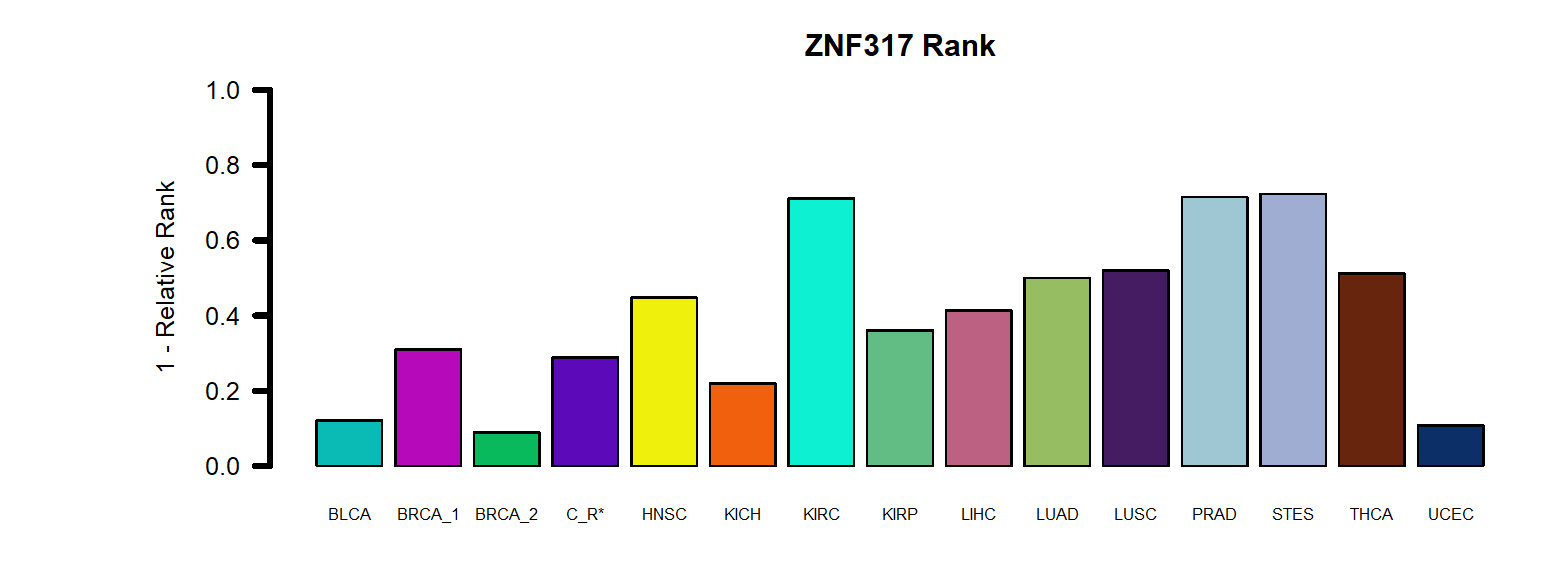 ZNF317 Rank
1 - Relative Rank
1.0
0.8
0.6
0.4
0.2
0.0
BLCA BRCA_1 BRCA_2 C_R* HNSC KICH KIRC KIRP LIHC LUAD LUSC PRAD STES THCA UCEC